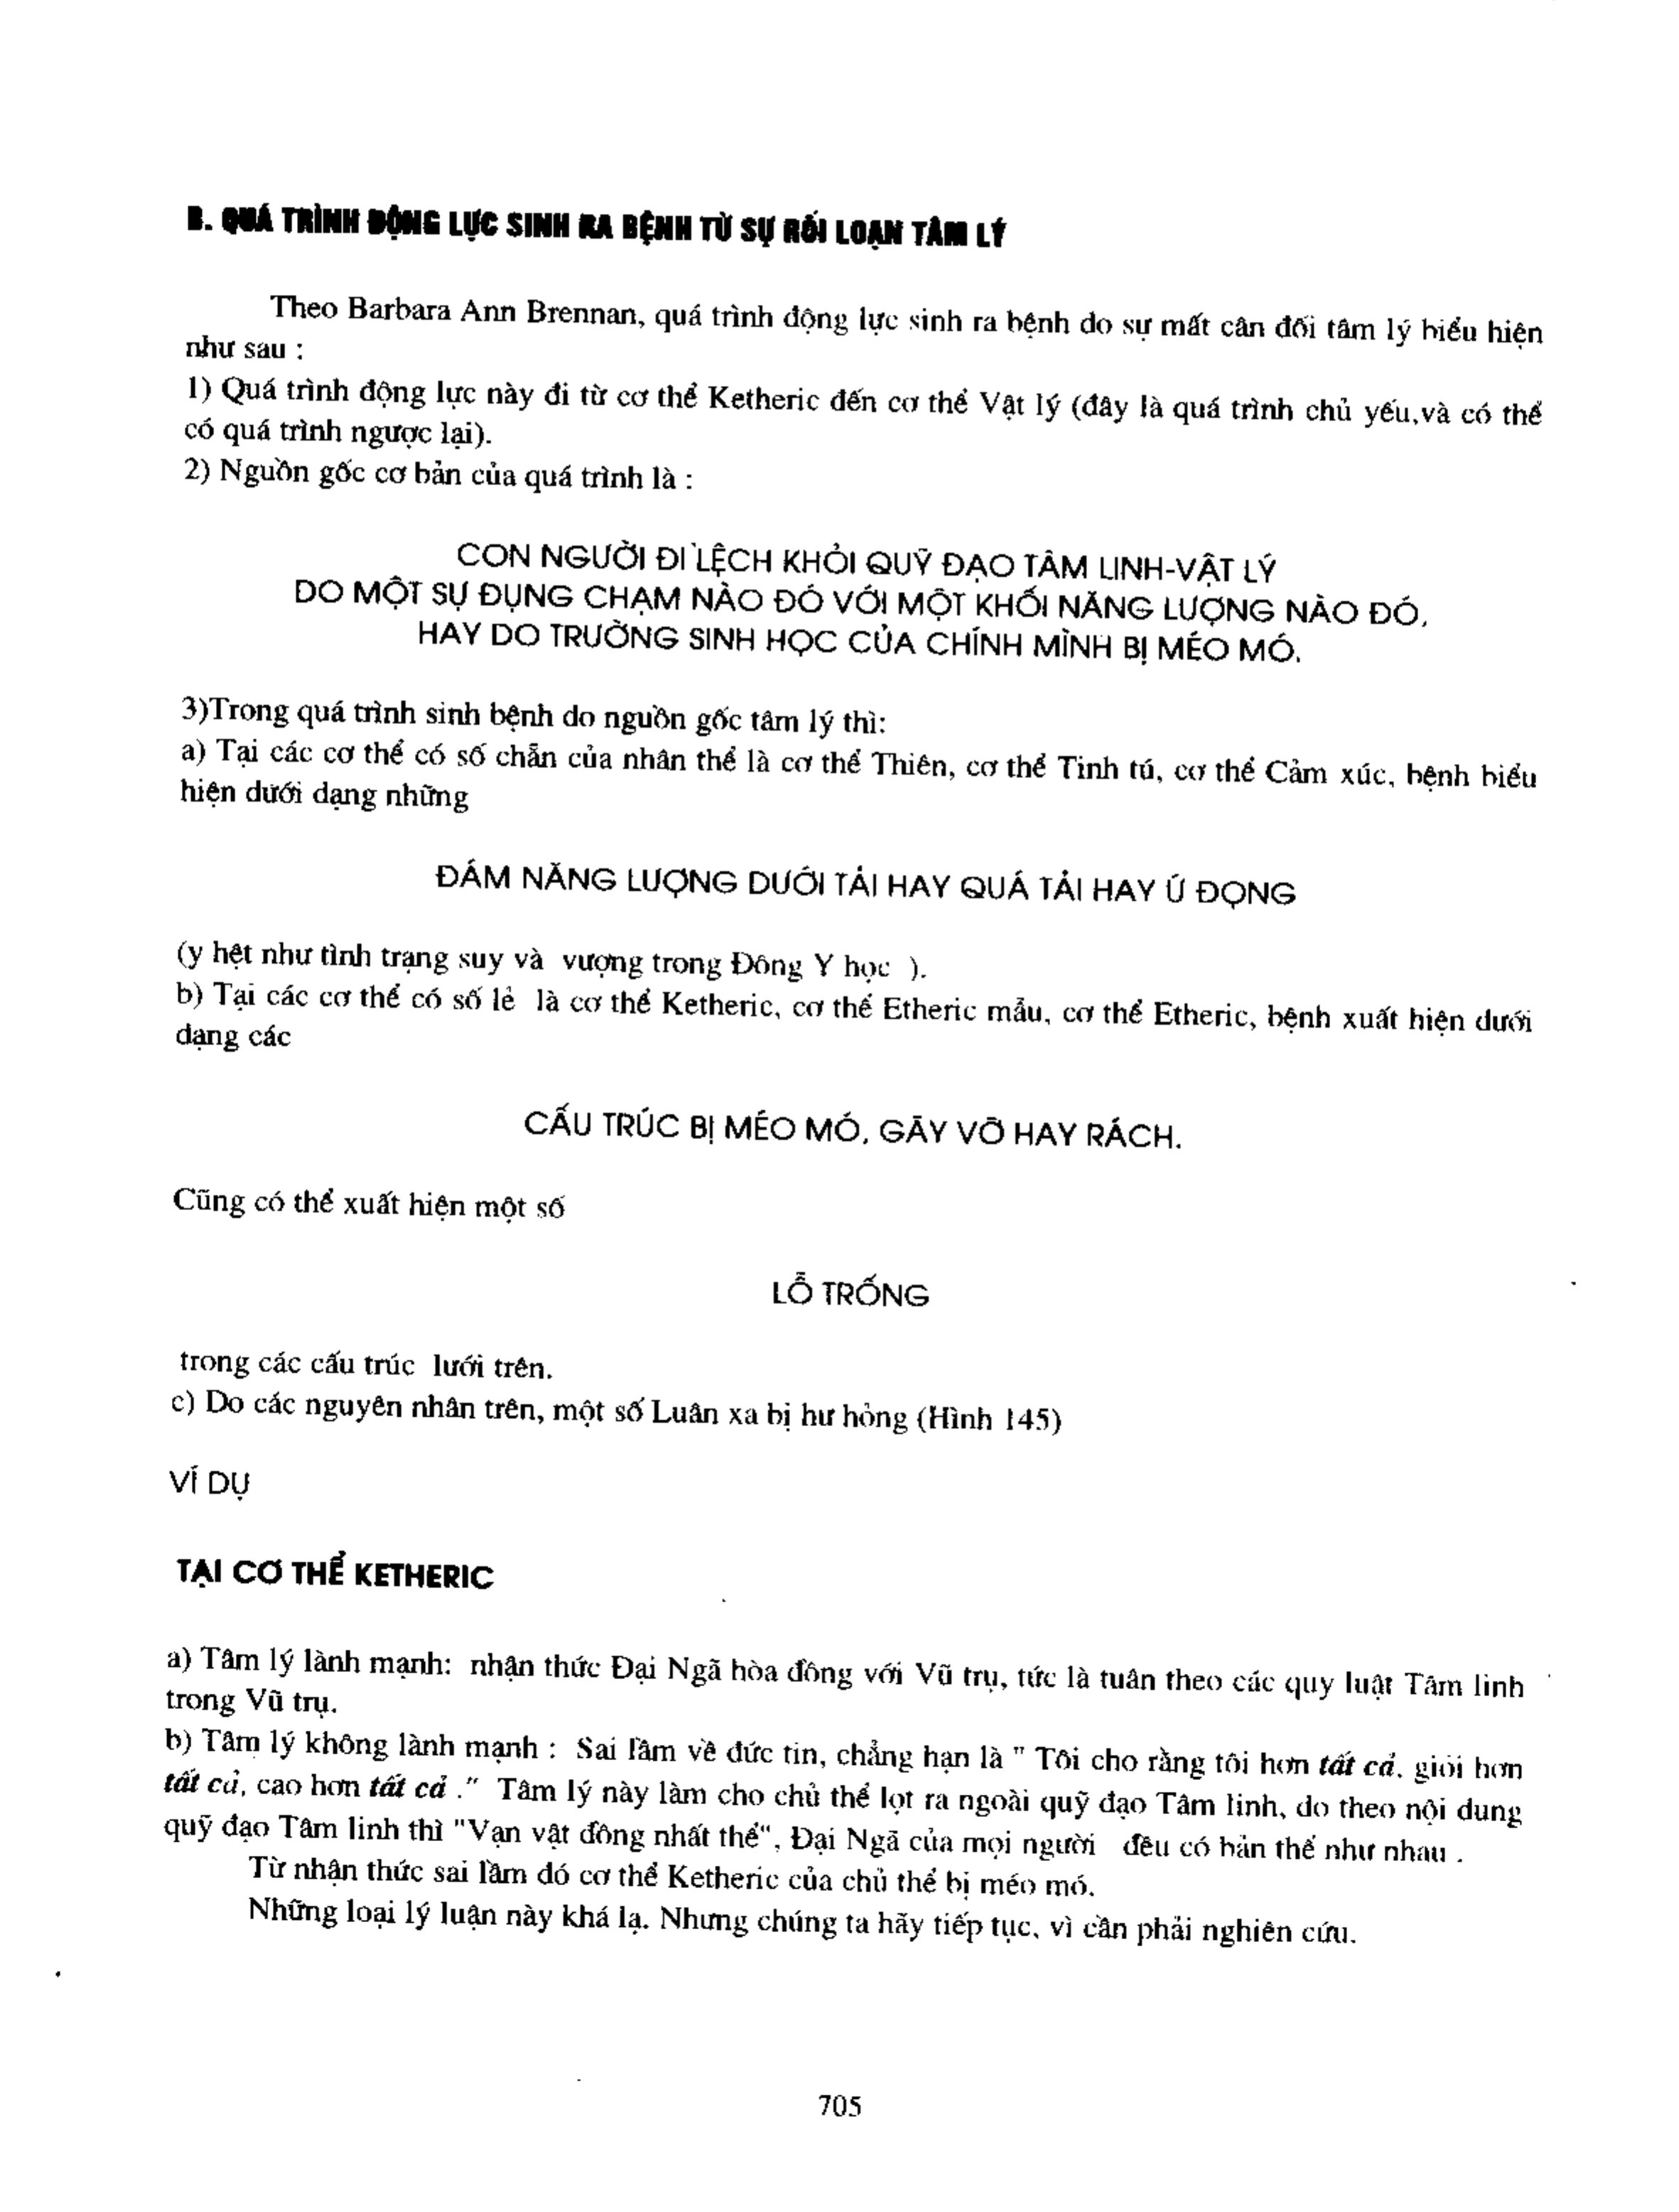 B. QUÁ TRÌNH ĐỘNG LỰC SINH RA BỆNH TỪ SỰ RỐI LOẠN TÂM LÝ
Theo Barbara Ann Brennan, quá trình động lực sinh ra bệnh do sự mất cân đối tâm lý biểu hiện
như sau :
1) Quá trình động lực này đi từ cơ thể Ketheric đến cơ thể Vật lý (đây là quá trình chủ yếu,và có thể
có quá trình ngược lại).
2) Nguồn gốc cơ bản của quá trình là :
CON NGƯỜI ĐI LỆCH KHỎI QUỸ ĐẠO TÂM LINH-VẬT LÝ
DO MỘT SỰ ĐỤNG CHẠM NÀO ĐÓ VỚI MỘT KHỐI NĂNG LƯỢNG NÀO ĐÓ,
HAY DO TRƯỜNG SINH HỌC CỦA CHÍNH MÌNH BỊ MÉO MÓ.
3)Trong quá trình sinh bệnh do nguồn gốc tâm lý thì:
a) Tại các cơ thể có số chẵn của nhân thể là cơ thể Thiên, cơ thể Tinh tú, cơ thể Cảm xúc, bệnh biểu
hiện dưới dạng những
ĐÁM NĂNG LƯỢNG DƯỚI TẢI HAY QUÁ TẢI HAY Ứ ĐỌNG
(y hệt như tình trạng suy và vượng trong Đông Y học ).
b) Tại các cơ thể có số lẻ là cơ thể Ketheric, cơ thể Etheric mẫu, cơ thể Etheric, bệnh xuất hiện dưới
dạng các
CẤU TRÚC BỊ MÉO MÓ, GÃY VỠ HAY RÁCH.
Cũng có thể xuất hiện một số
LỖ TRỐNG
trong các cấu trúc lưới trên.
c) Do các nguyên nhân trên, một số Luân xa bị hư hỏng (Hình 145)
VÍ DỤ
TẠI CƠ THỂ KETHERIC
a) Tâm lý lành mạnh: nhận thức Đại Ngã hòa đồng với Vũ trụ, tức là tuân theo các quy luật Tâm linh
trong Vũ trụ.
b) Tâm lý không lành mạnh : Sai lầm về đức tin, chẳng hạn là " Tôi cho rằng tôi hơn tất cả, giỏi hơn
tất cả, cao hơn tất cả ." Tâm lý này làm cho chủ thể lọt ra ngoài quỹ đạo Tâm linh, do theo nội dung
quỹ đạo Tâm linh thì "Vạn vật đồng nhất thể", Đại Ngã của mọi người đều có bản thể như nhau .
Từ nhận thức sai lầm đó cơ thể Ketheric của chủ thể bị méo mó.
Những loại lý luận này khá lạ. Nhưng chúng ta hãy tiếp tục, vì cần phải nghiên cứu.
705